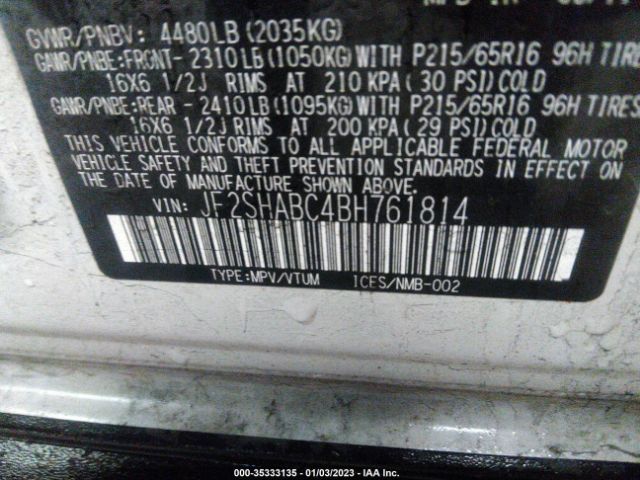 GVWR/PNBV: 4480LB(2035KG)
GAWR/PNBE:FRONT- 2310LB(1050KG)WITH P215/65R16 96H TIRE
16X6 1/2J RIMS AT 210 KPA( 30 PSI)COLD
GAWR/PNBE:REAR - 2410LB(1095KG)WITH P215/65R16 96H TIRES
16X6 1/2J RIMS AT 200 KPA(29 PSI)COLD
THIS VEHICLE CONFORMS TO ALL APPLICABLE FEDERAL MOTOR
VEHICLE SAFETY AND THEFT PREVENTION STANDARDS IN EFFECT ON
THE DATE OF MANUFACTURE SHOWN ABOVE.
VIN: JF2SHABC4BH761814
TYPE:MPV/VTUM ICES/NMB-002
000-35333135 - 01/03/2023 - IAA Inc.